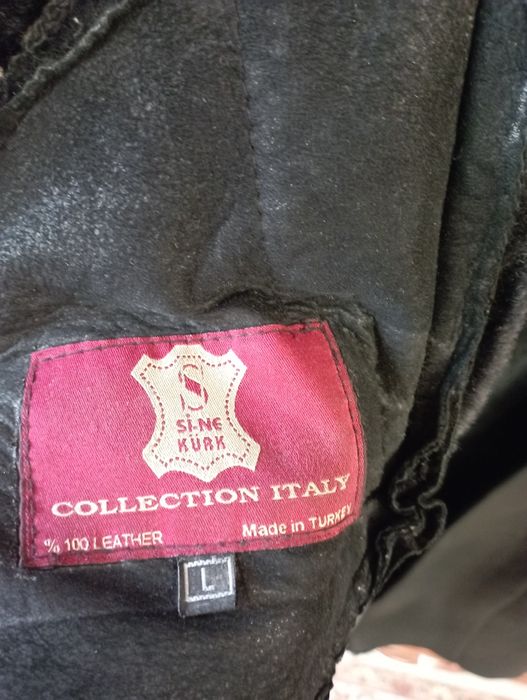 S
Sİ-NE
KÜRK
COLLECTION ITALY
% 100 LEATHER
Made in TURKEY
L